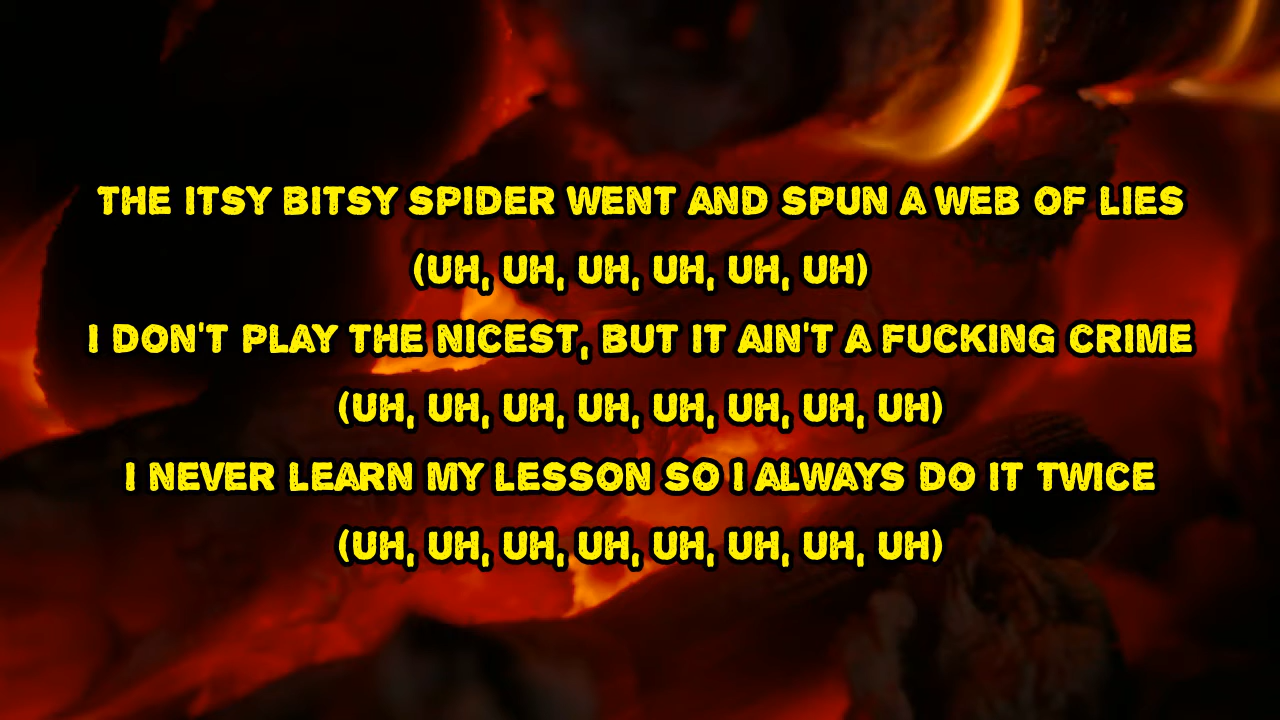 THE ITSY BITSY SPIDER WENT AND SPUN A WEB OF LIES
(UH, UH, UH, UH, UH, UH)
I DON'T PLAY THE NICEST, BUT IT AIN'T A FUCKING CRIME
(UH, UH, UH, UH, UH, UH, UH, UH)
I NEVER LEARN MY LESSON SO I ALWAYS DO IT TWICE
(UH, UH, UH, UH, UH, UH, UH, UH)